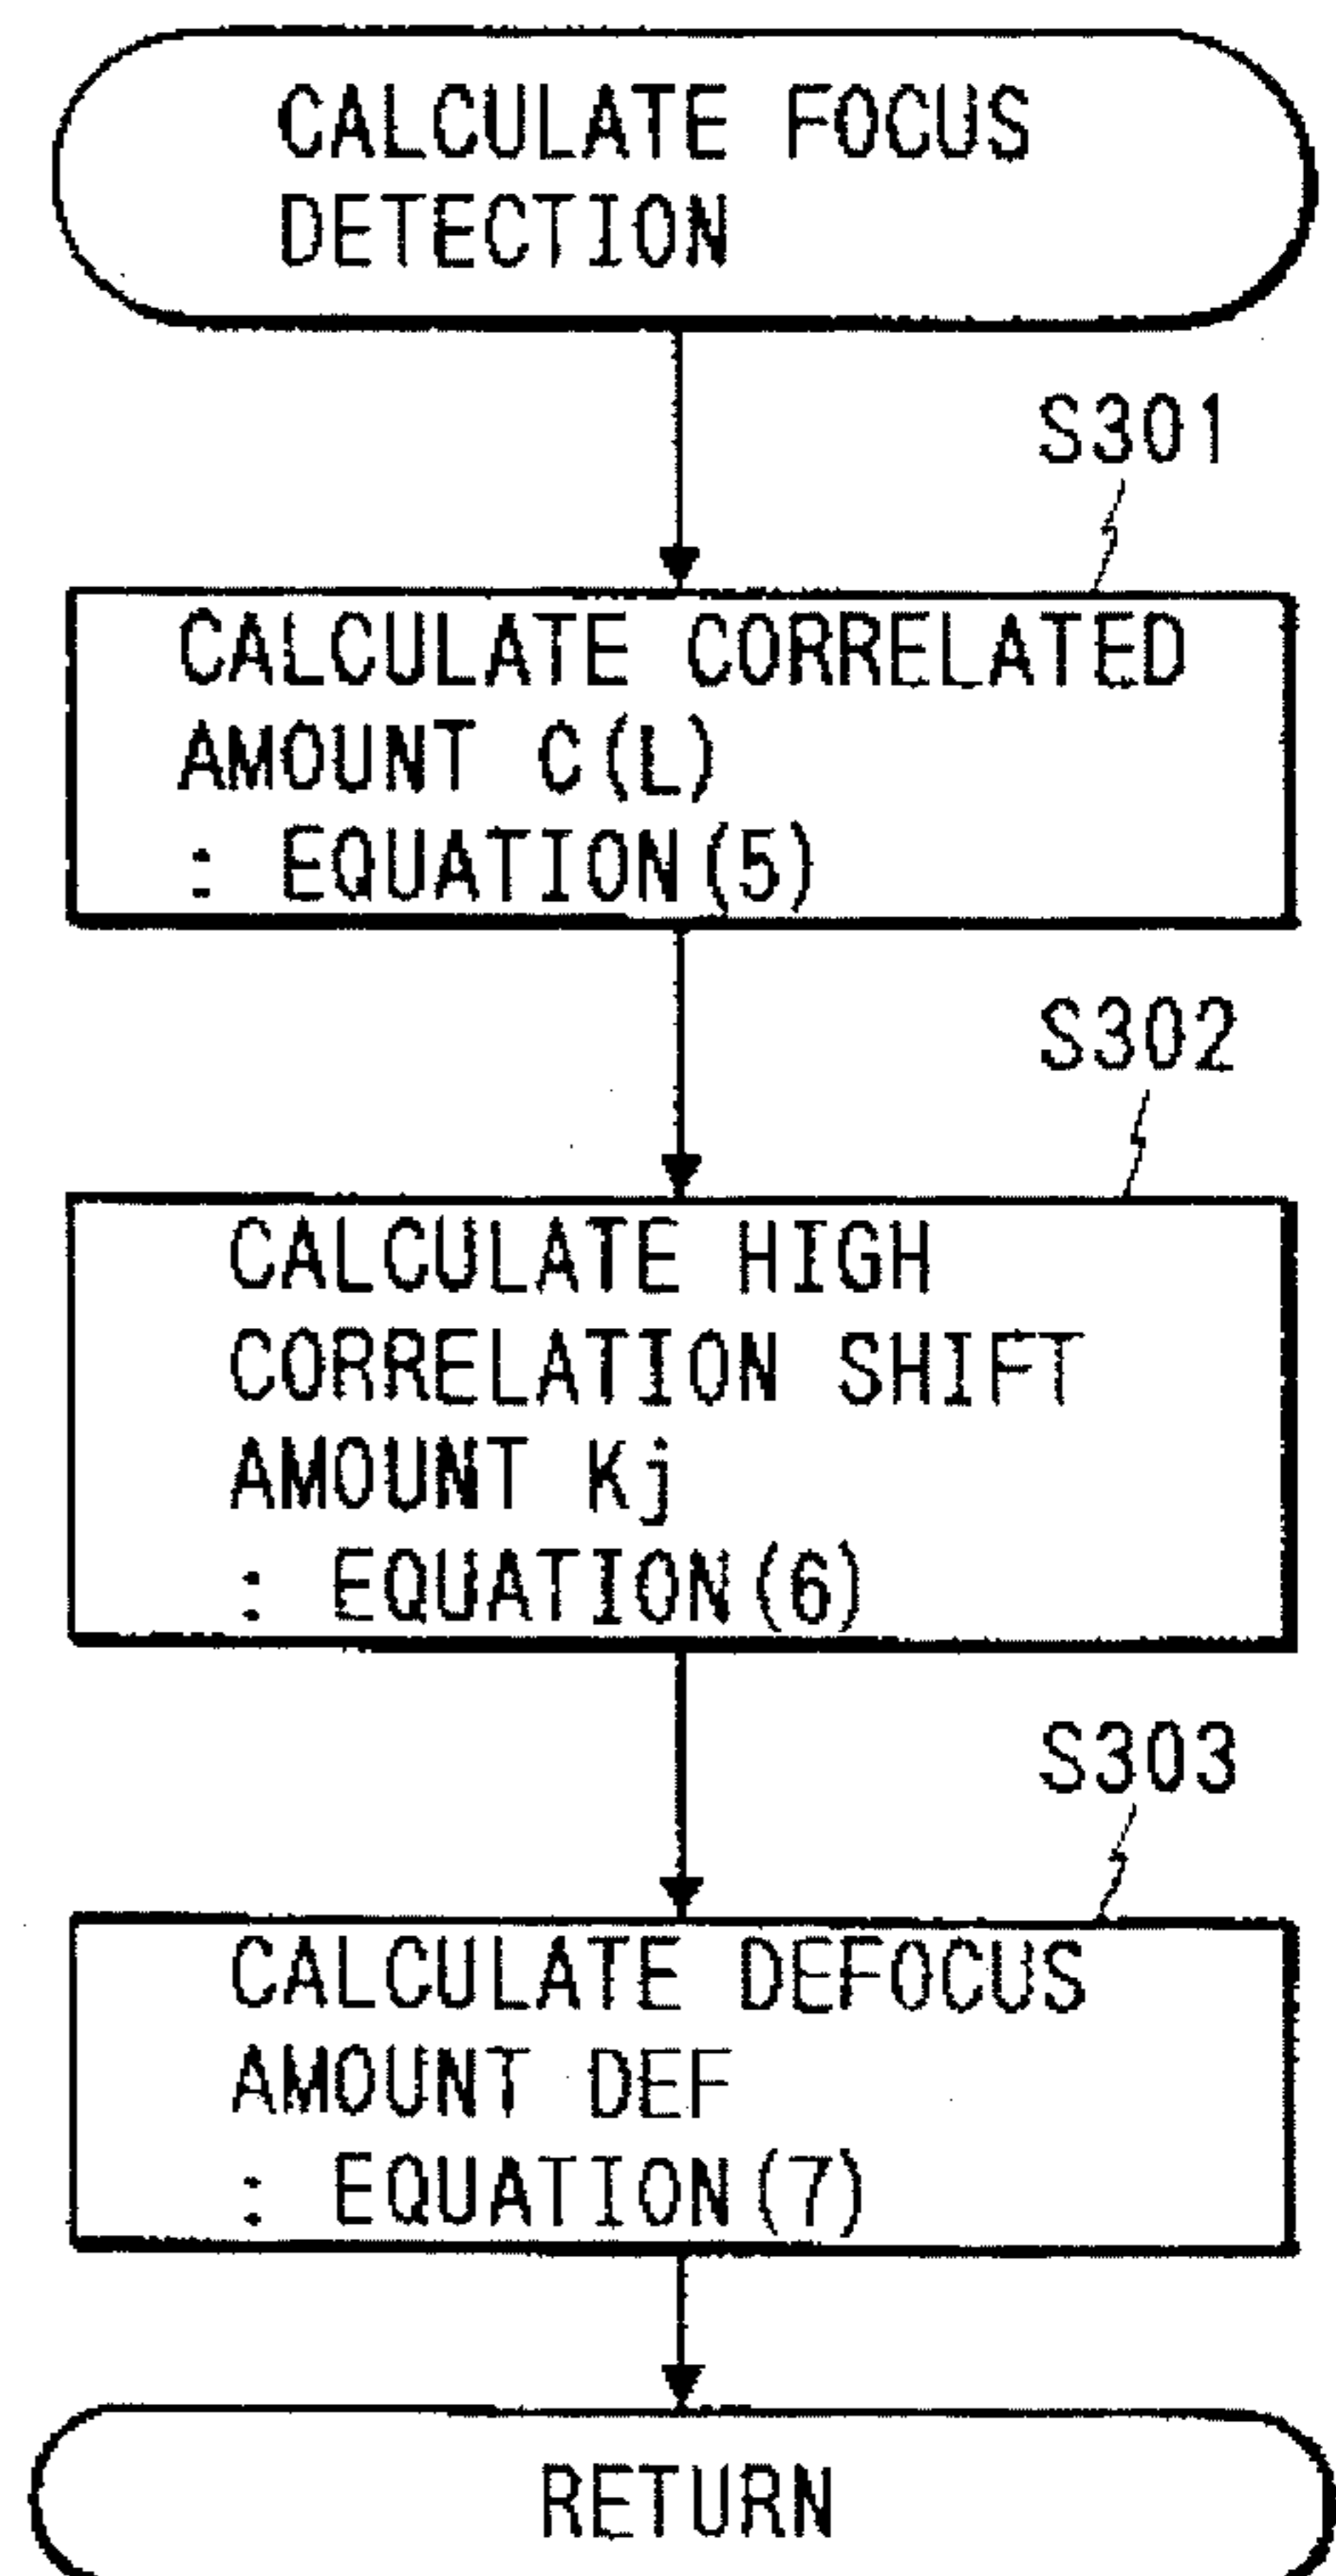 CALCULATE FOCUS
DETECTION
S301
CALCULATE CORRELATED
AMOUNT C(L)
: EQUATION(5)
S302
CALCULATE HIGH
CORRELATION SHIFT
AMOUNT Kj
: EQUATION(6)
S303
CALCULATE DEFOCUS
AMOUNT DEF
: EQUATION(7)
RETURN